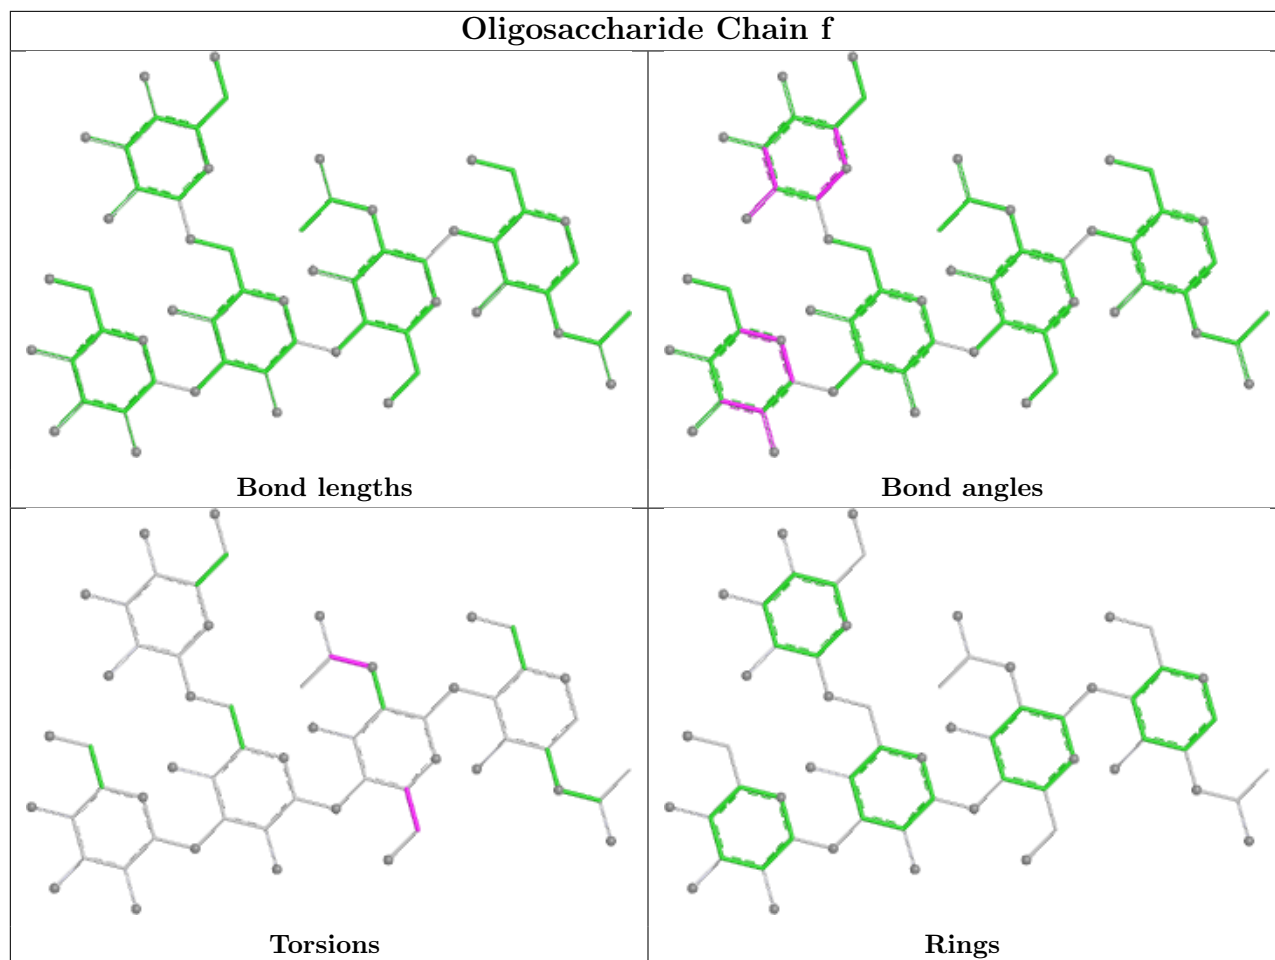 Oligosaccharide Chain f
Bond lengths
Bond angles
Torsions
Rings